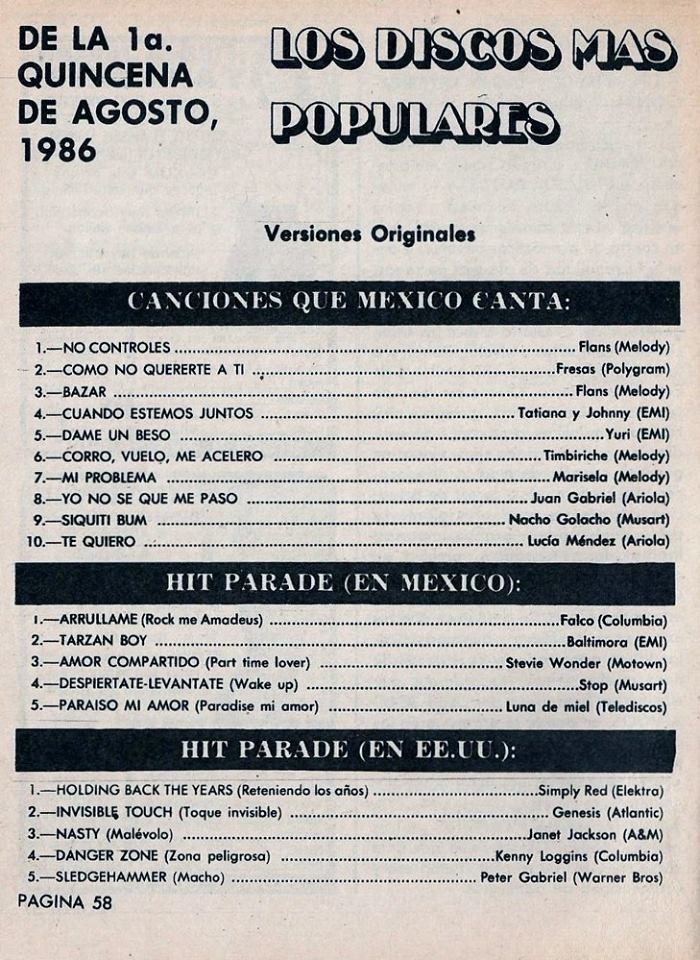 DE LA 1a.
QUINCENA
DE AGOSTO,
1986
LOS DISCOS MAS
POPULARES
Versiones Originales
CANCIONES QUE MEXICO CANTA:
1.—NO CONTROLES ........ Flans (Melody)
2.—COMO NO QUERERTE A TI ........ Fresas (Polygram)
3.—BAZAR ........ Flans (Melody)
4.—CUANDO ESTEMOS JUNTOS ........ Tatiana y Johnny (EMI)
5.—DAME UN BESO ........ Yuri (EMI)
6.—CORRO, VUELO, ME ACELERO ........ Timbiriche (Melody)
7.—MI PROBLEMA ........ Marisela (Melody)
8.—YO NO SE QUE ME PASO ........ Juan Gabriel (Ariola)
9.—SIQUITI BUM ........ Nacho Golacho (Musart)
10.—TE QUIERO ........ Lucía Méndez (Ariola)
HIT PARADE (EN MEXICO):
1.—ARRULLAME (Rock me Amadeus) ........ Falco (Columbia)
2.—TARZAN BOY ........ Baltimora (EMI)
3.—AMOR COMPARTIDO (Part time lover) ........ Stevie Wonder (Motown)
4.—DESPIERTATE-LEVANTATE (Wake up) ........ Stop (Musart)
5.—PARAISO MI AMOR (Paradise mi amor) ........ Luna de miel (Telediscos)
HIT PARADE (EN EE.UU.):
1.—HOLDING BACK THE YEARS (Reteniendo los años) ........ Simply Red (Elektra)
2.—INVISIBLE TOUCH (Toque invisible) ........ Genesis (Atlantic)
3.—NASTY (Malévolo) ........ Janet Jackson (A&M)
4.—DANGER ZONE (Zona peligrosa) ........ Kenny Loggins (Columbia)
5.—SLEDGEHAMMER (Macho) ........ Peter Gabriel (Warner Bros)
PAGINA 58